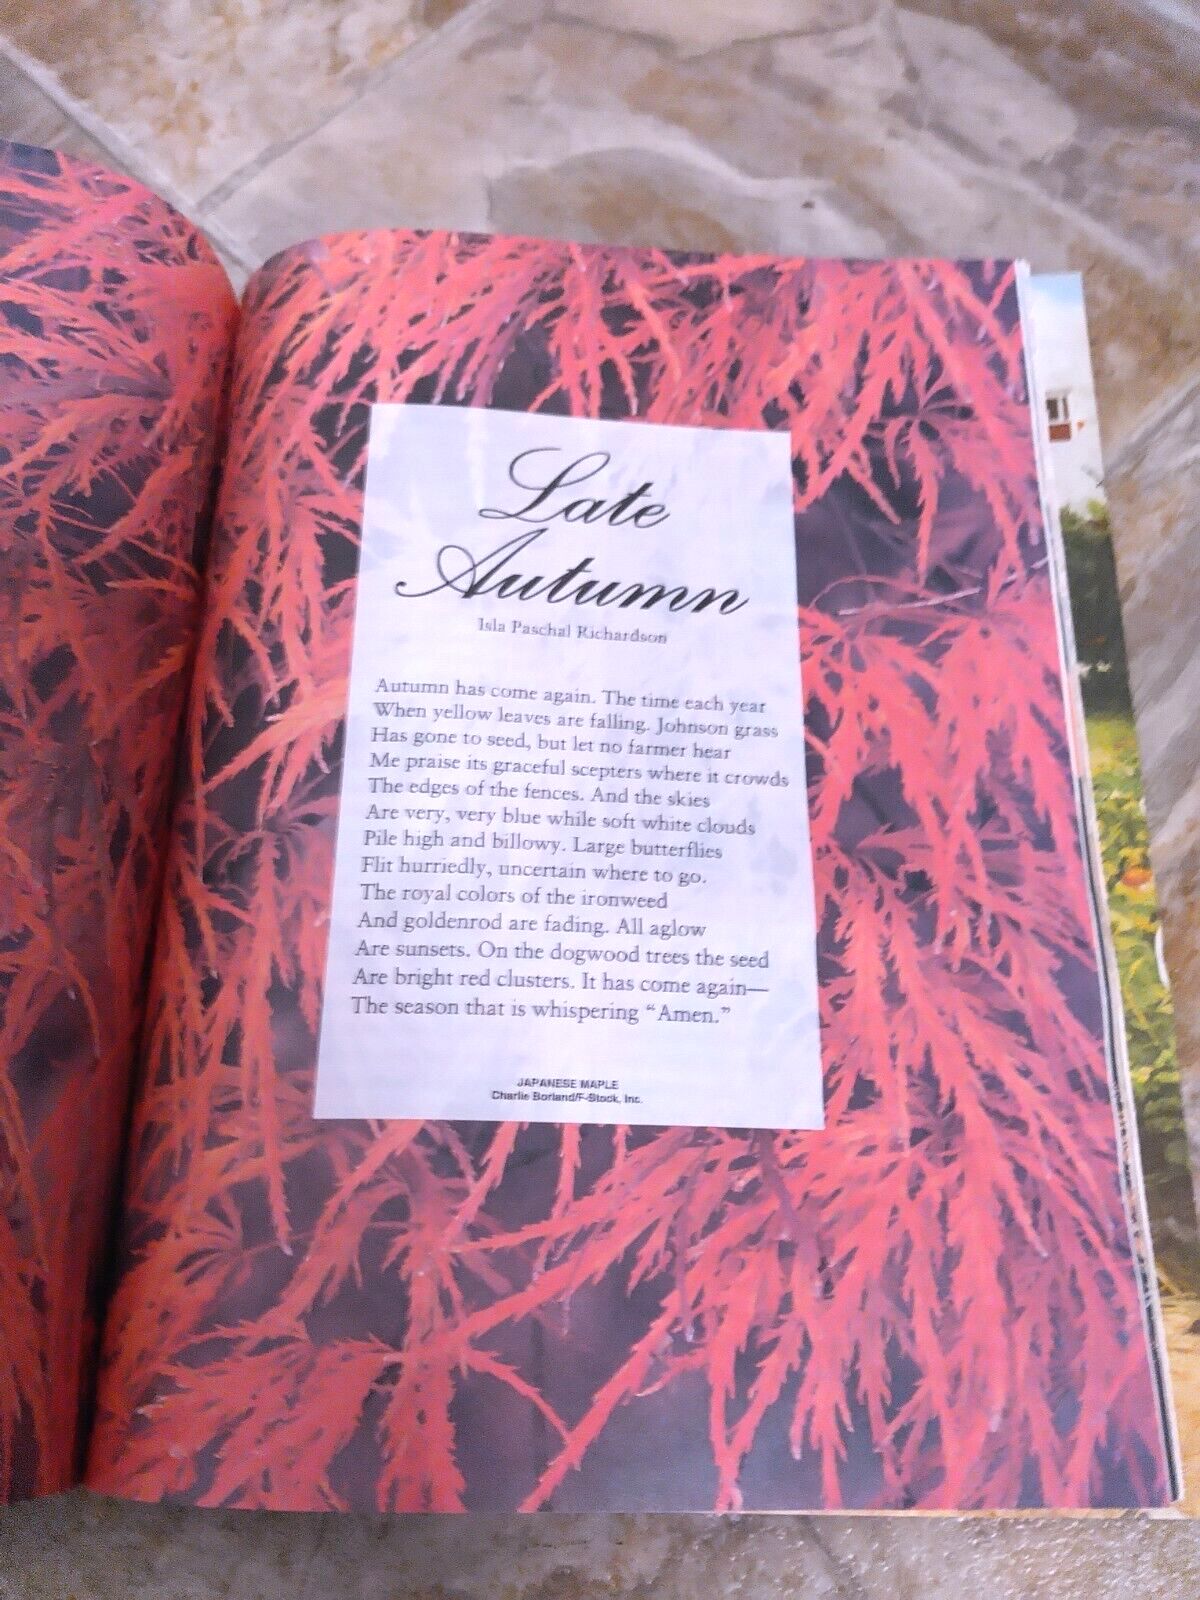 Late
Autumn
Isla Paschal Richardson
Autumn has come again. The time each year
When yellow leaves are falling. Johnson grass
Has gone to seed, but let no farmer hear
Me praise its graceful scepters where it crowds
The edges of the fences. And the skies
Are very, very blue while soft white clouds
Pile high and billowy. Large butterflies
Flit hurriedly, uncertain where to go.
The royal colors of the ironweed
And goldenrod are fading. All aglow
Are sunsets. On the dogwood trees the seed
Are bright red clusters. It has come again—
The season that is whispering “Amen.”
JAPANESE MAPLE
Charlie Borland/F-Stock, Inc.